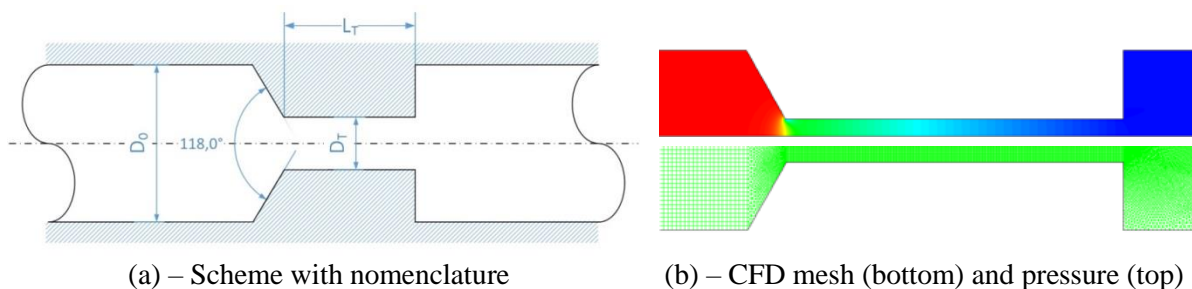 L_T
D_0
118,0°
D_T
(a) – Scheme with nomenclature
(b) – CFD mesh (bottom) and pressure (top)